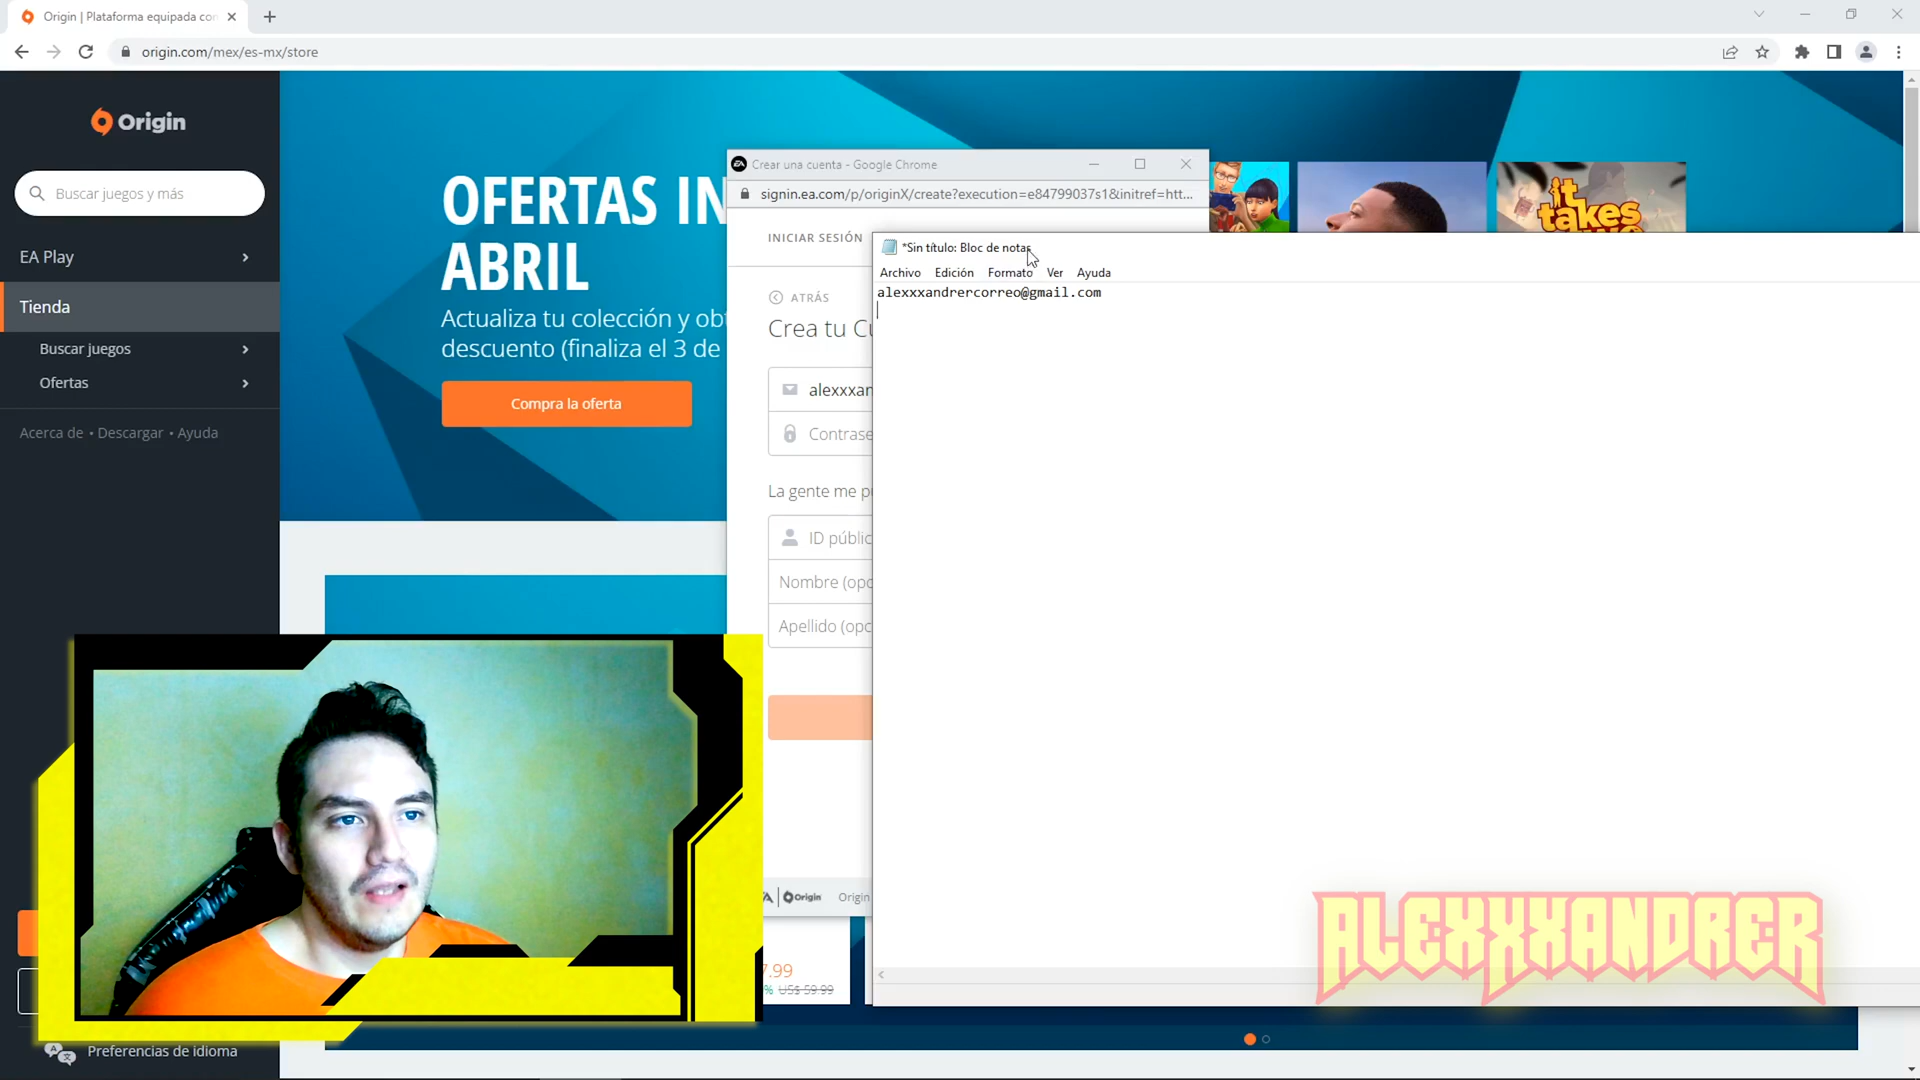 Origin | Plataforma equipada con
origin.com/mex/es-mx/store
Origin
Buscar juegos y más
EA Play
Tienda
Buscar juegos
Ofertas
Acerca de • Descargar • Ayuda
OFERTAS IN
ABRIL
Actualiza tu colección y ob
descuento (finaliza el 3 de
Compra la oferta
it
takes
Crear una cuenta - Google Chrome
signin.ea.com/p/originX/create?execution=e84799037s1&initref=htt...
INICIAR SESIÓN
ATRÁS
Crea tu C
alexxxan
Contrase
La gente me p
ID públic
Nombre (opc
Apellido (opc
Origin
Origin
*Sin título: Bloc de notas
Archivo Edición Formato Ver Ayuda
alexxxandrercorreo@gmail.com
7.99
% US$ 59.99
ALEXXXANDRER
Preferencias de idioma